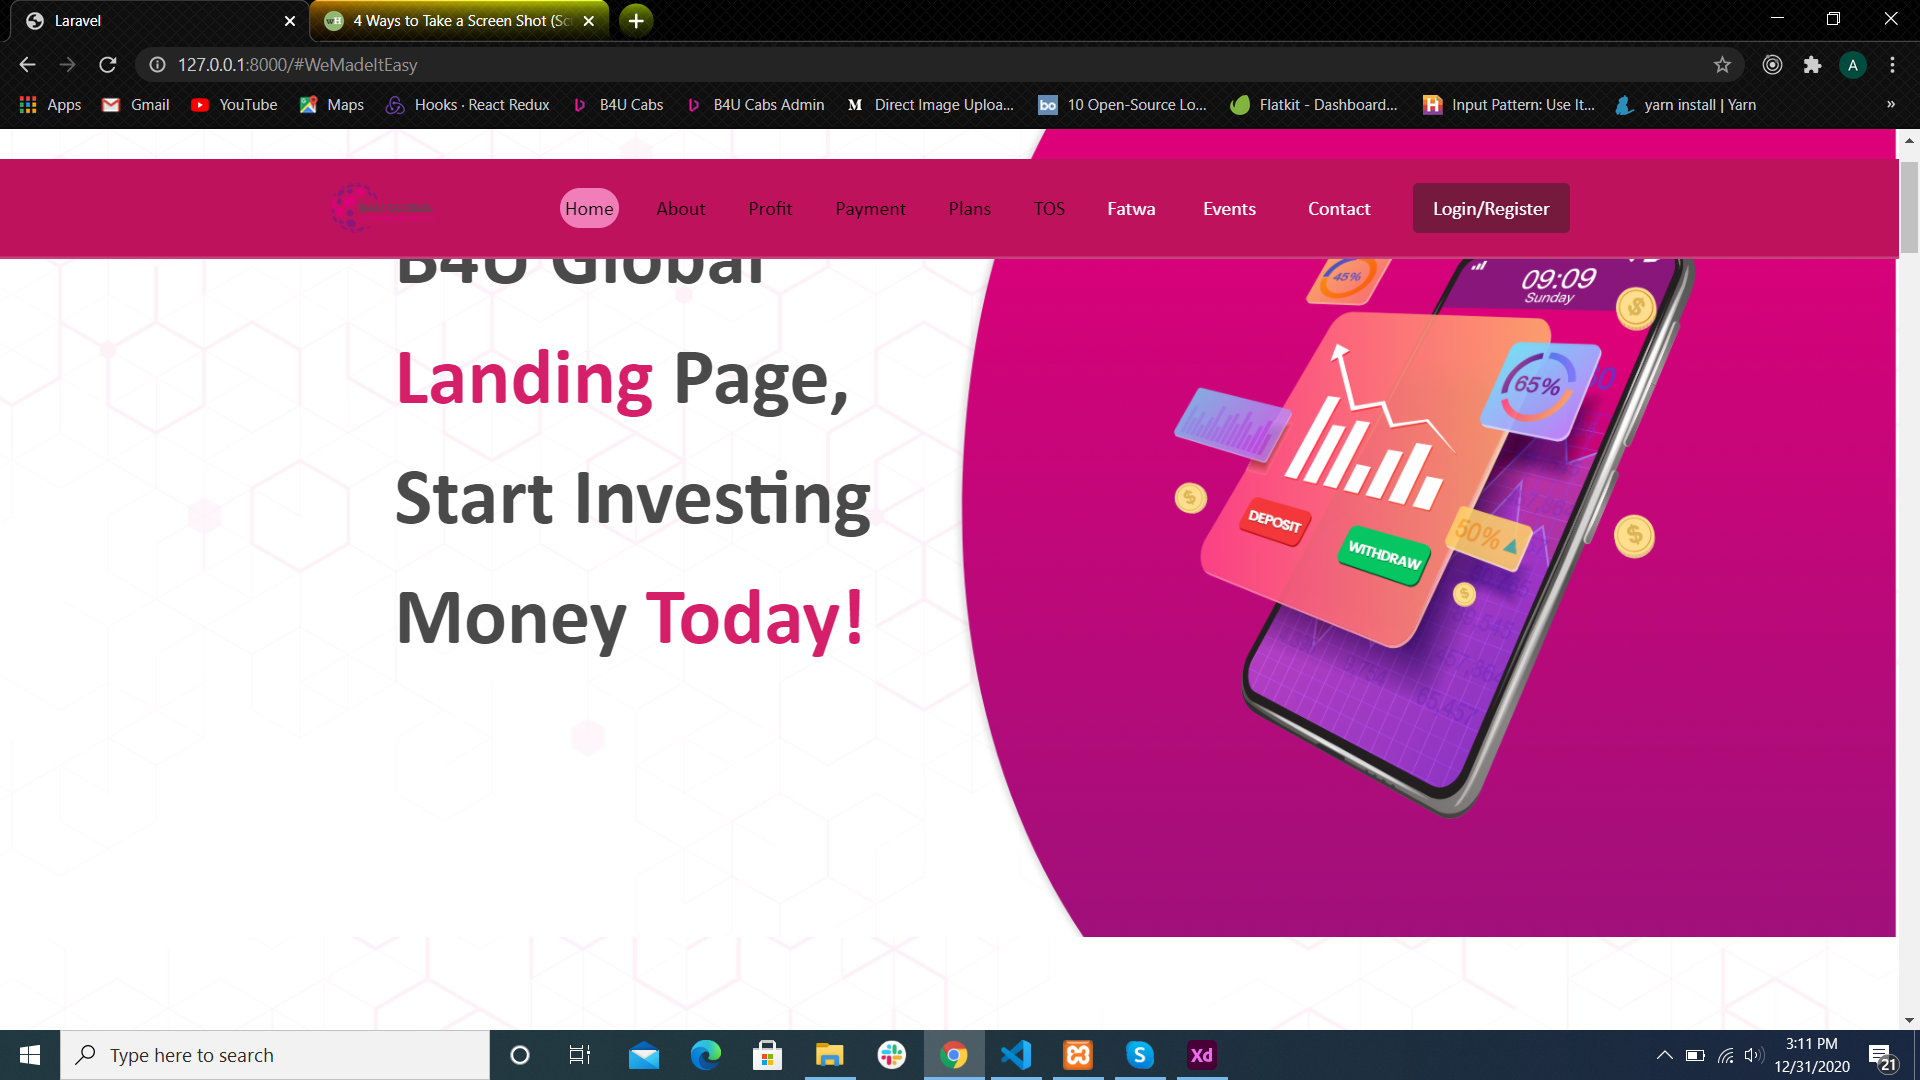 Laravel
4 Ways to Take a Screen Shot (Sc
127.0.0.1:8000/#WeMadeItEasy
A
Apps
Gmail
YouTube
Maps
Hooks · React Redux
B4U Cabs
B4U Cabs Admin
Direct Image Uploa...
10 Open-Source Lo...
Flatkit - Dashboard...
Input Pattern: Use It...
yarn install | Yarn
»
B4U GLOBAL
Home
About
Profit
Payment
Plans
TOS
Fatwa
Events
Contact
Login/Register
B4U Global
Landing Page,
Start Investing
Money Today!
45%
09:09
Sunday
65%
DEPOSIT
WITHDRAW
50%
Type here to search
Xd
3:11 PM
12/31/2020
21